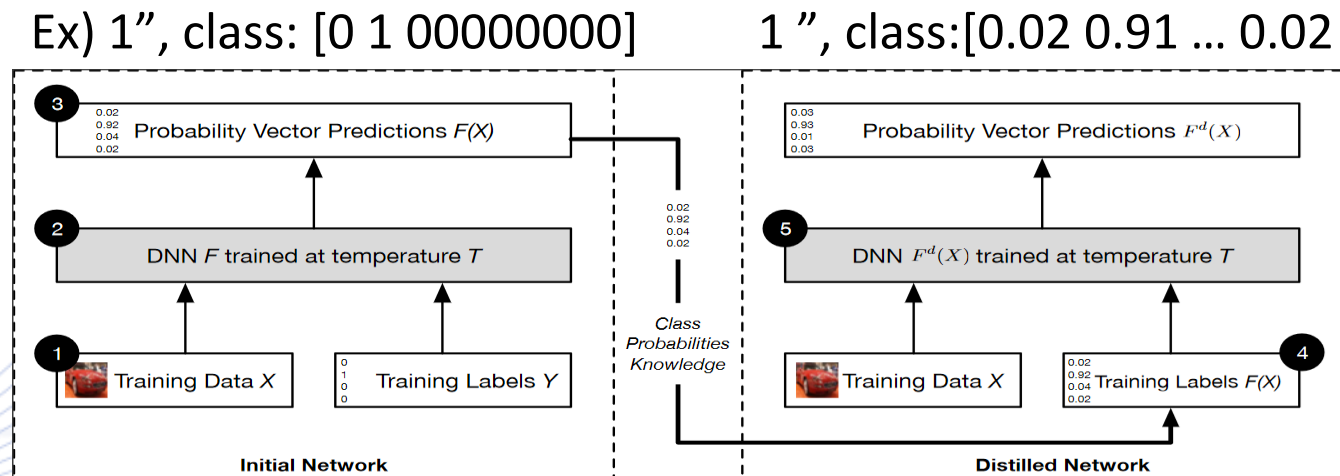 Ex) 1”, class: [0 1 00000000]
1 ”, class:[0.02 0.91 ... 0.02
3
0.02
0.92
0.04
0.02
Probability Vector Predictions F(X)
2
DNN F trained at temperature T
1
Training Data X
0
1
0
0
Training Labels Y
Initial Network
0.02
0.92
0.04
0.02
Class
Probabilities
Knowledge
0.03
0.93
0.01
0.03
Probability Vector Predictions F^d(X)
5
DNN F^d(X) trained at temperature T
Training Data X
4
0.02
0.92
0.04
0.02
Training Labels F(X)
Distilled Network